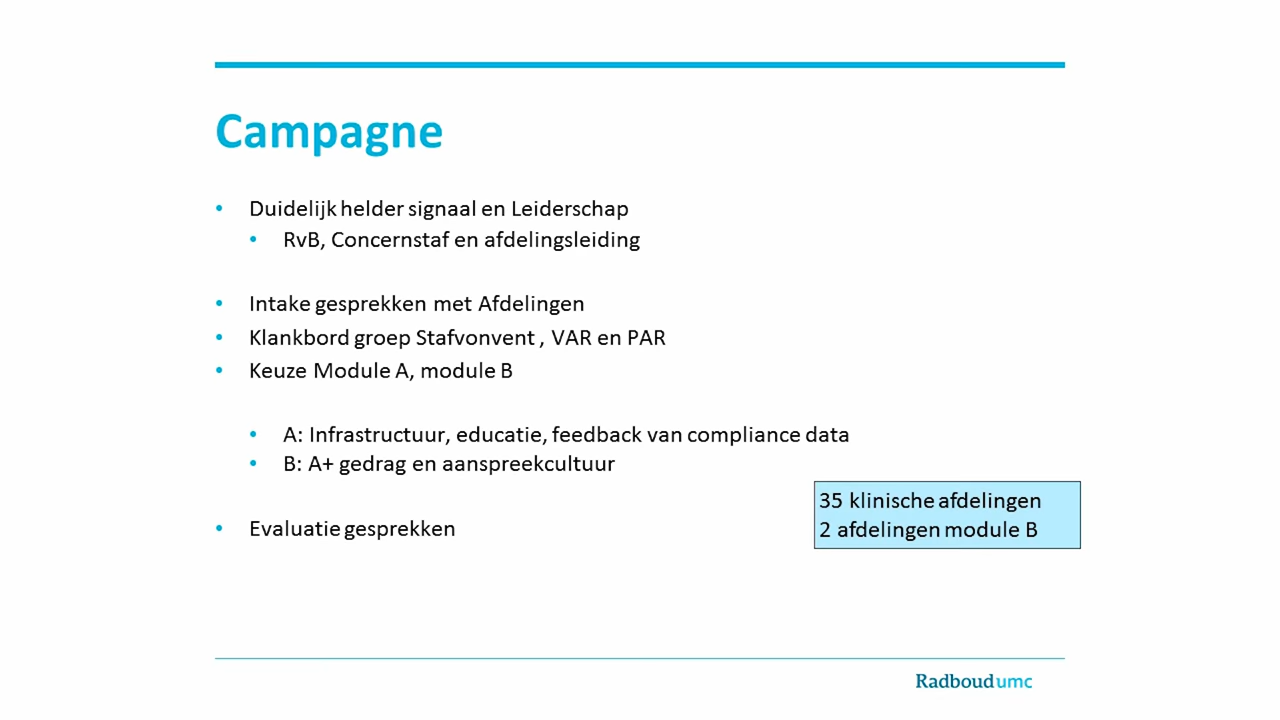 Campagne
• Duidelijk helder signaal en Leiderschap
• RvB, Concernstaf en afdelingsleiding
• Intake gesprekken met Afdelingen
• Klankbord groep Stafvonvent , VAR en PAR
• Keuze Module A, module B
• A: Infrastructuur, educatie, feedback van compliance data
• B: A+ gedrag en aanspreekcultuur
35 klinische afdelingen
2 afdelingen module B
• Evaluatie gesprekken
Radboudumc